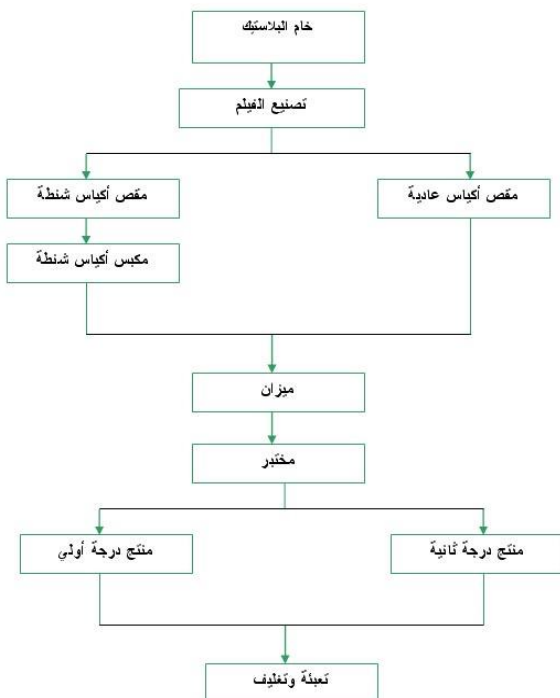 خام البلاستيك
تصنيع الفيلم
مقص أكياس عادية
مقص أكياس شنطة
مكبس أكياس شنطة
ميزان
مختبر
منتج درجة ثانية
منتج درجة أولي
تعبئة وتغليف